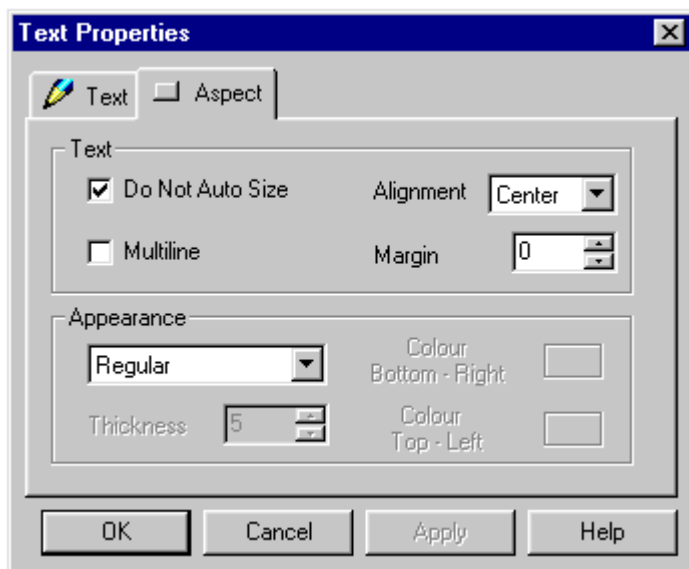 Text Properties
Text Aspect
Text
Do Not Auto Size Alignment Center
Multiline Margin 0
Appearance
Regular Colour
Bottom - Right
Thickness 5 Colour
Top - Left
OK Cancel Apply Help